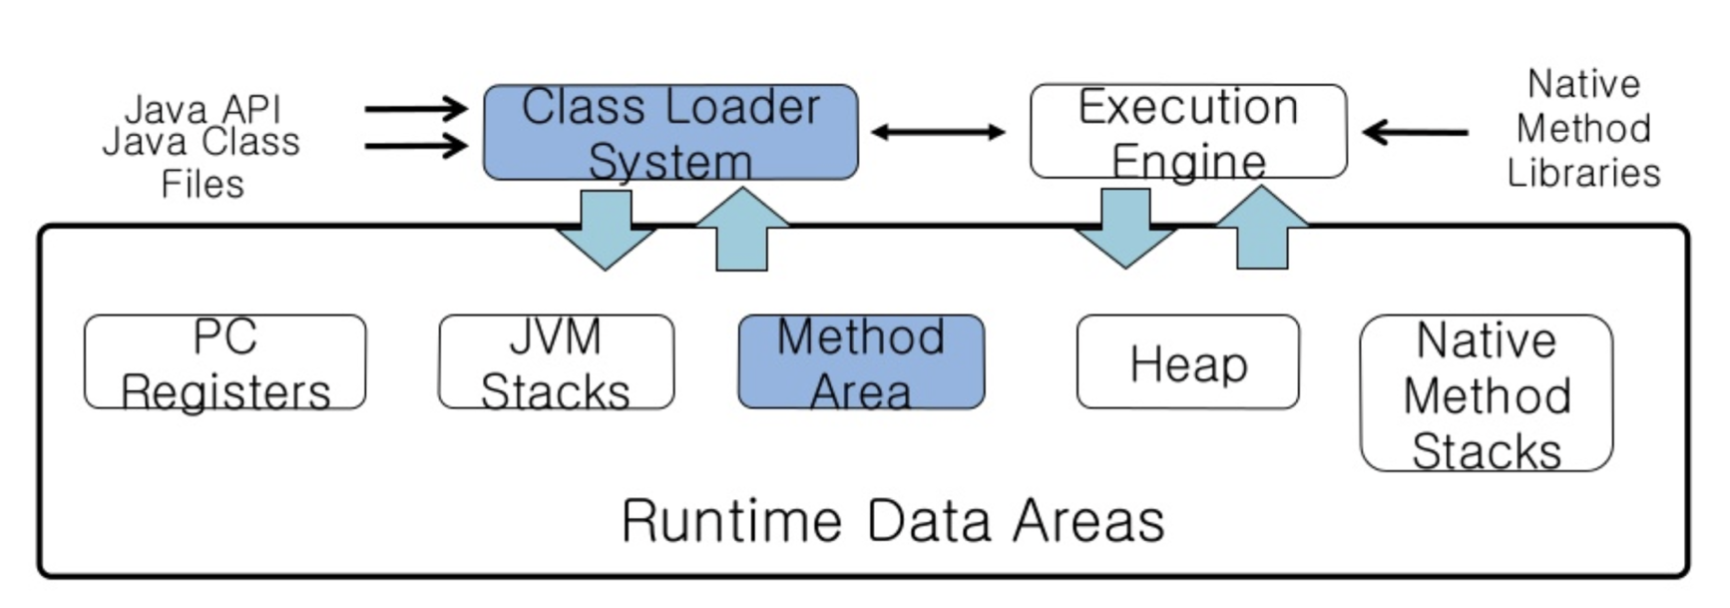 Java API
Java Class
Files
Class Loader
System
Execution
Engine
Native
Method
Libraries
PC
Registers
JVM
Stacks
Method
Area
Heap
Native
Method
Stacks
Runtime Data Areas